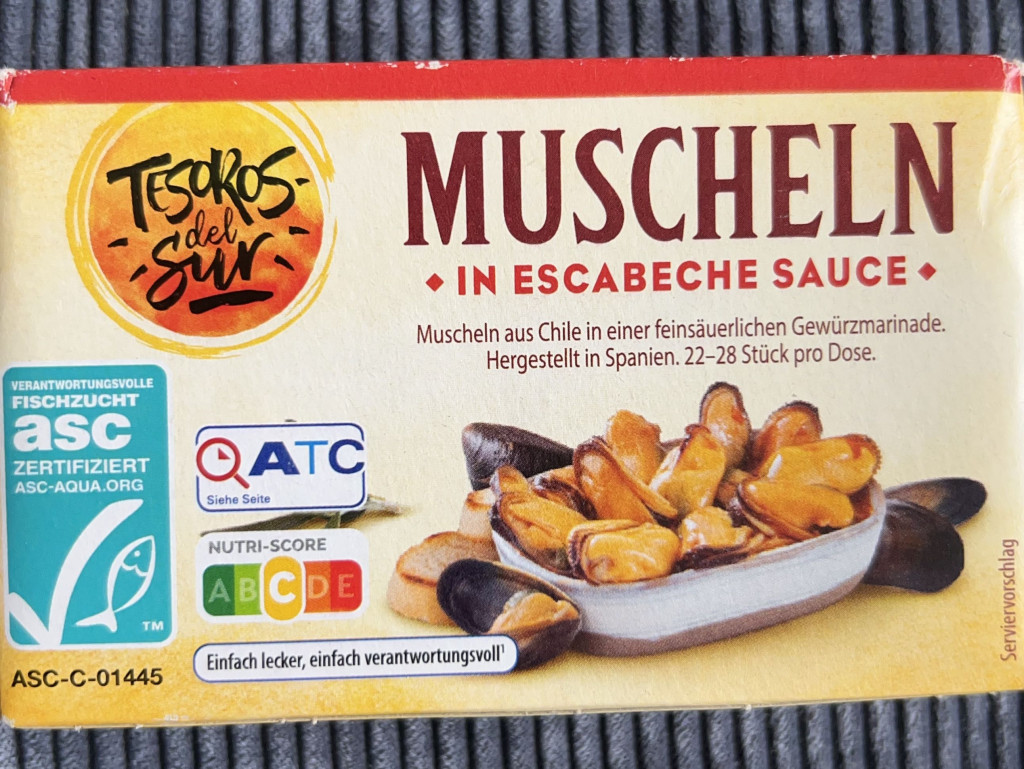 TESOROS
del
Sur
MUSCHELN
IN ESCABECHE SAUCE
Muscheln aus Chile in einer feinsäuerlichen Gewürzmarinade.
Hergestellt in Spanien. 22–28 Stück pro Dose.
VERANTWORTUNGSVOLLE
FISCHZUCHT
asc
ZERTIFIZIERT
ASC-AQUA.ORG
TM
ASC-C-01445
ATC
Siehe Seite
NUTRI-SCORE
A B C D E
Einfach lecker, einfach verantwortungsvoll¹
Serviervorschlag